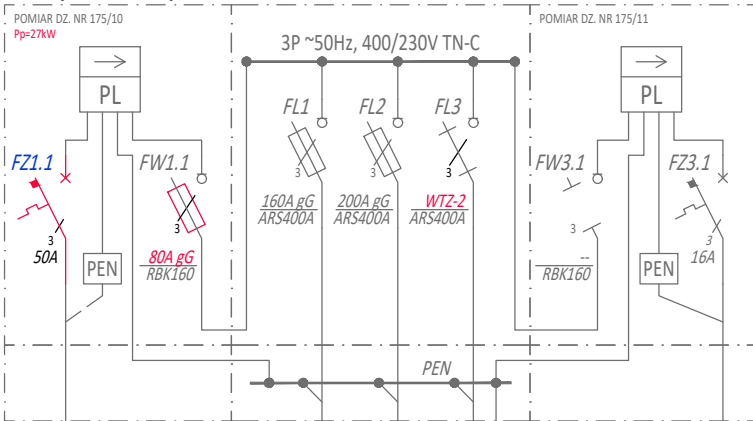 POMIAR DZ. NR 175/10
Pp=27kW
3P ~50Hz, 400/230V TN-C
POMIAR DZ. NR 175/11
PL
PL
FZ1.1
FW1.1
FL1
FL2
FL3
FW3.1
FZ3.1
3
3
3
3
3
3
3
50A
PEN
80A gG
RBK160
160A gG
ARS400A
200A gG
ARS400A
WTZ-2
ARS400A
--
RBK160
PEN
16A
PEN